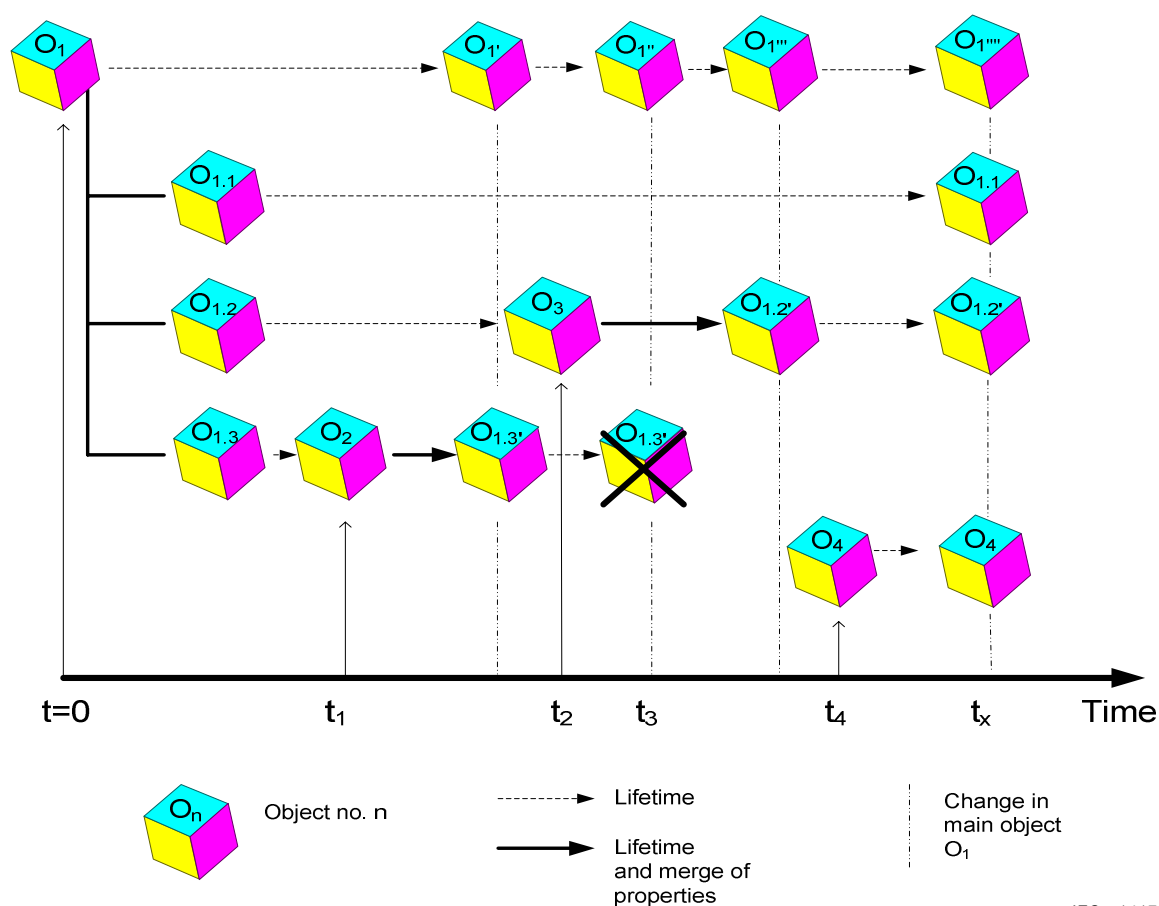 O1 O1' O1'' O1''' O1''''
O1.1 O1.1
O1.2 O3 O1.2' O1.2'
O1.3 O2 O1.3' O1.3'
O4 O4
t=0 t1 t2 t3 t4 tx Time
On Object no. n
Lifetime
Lifetime
and merge of
properties
Change in
main object
O1